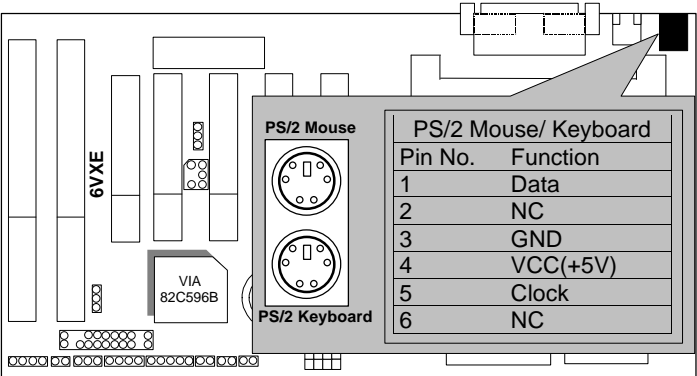 6VXE
VIA
82C596B
PS/2 Mouse
PS/2 Keyboard
PS/2 Mouse/ Keyboard
Pin No. Function
1 Data
2 NC
3 GND
4 VCC(+5V)
5 Clock
6 NC